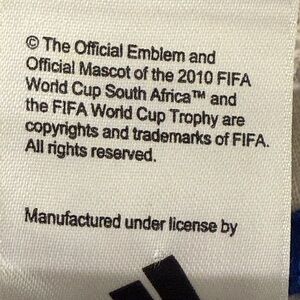 © The Official Emblem and
Official Mascot of the 2010 FIFA
World Cup South Africa™ and
the FIFA World Cup Trophy are
copyrights and trademarks of FIFA.
All rights reserved.
Manufactured under license by